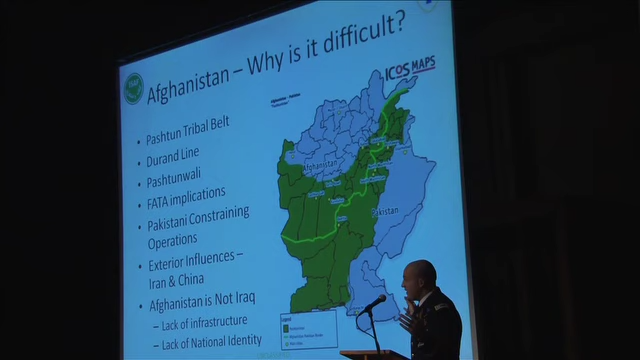 Afghanistan – Why is it difficult?
ICOS MAPS
• Pashtun Tribal Belt
• Durand Line
• Pashtunwali
• FATA implications
• Pakistani Constraining
Operations
• Exterior Influences –
Iran & China
• Afghanistan is Not Iraq
– Lack of infrastructure
– Lack of National Identity
Afghanistan
Pakistan
Legend